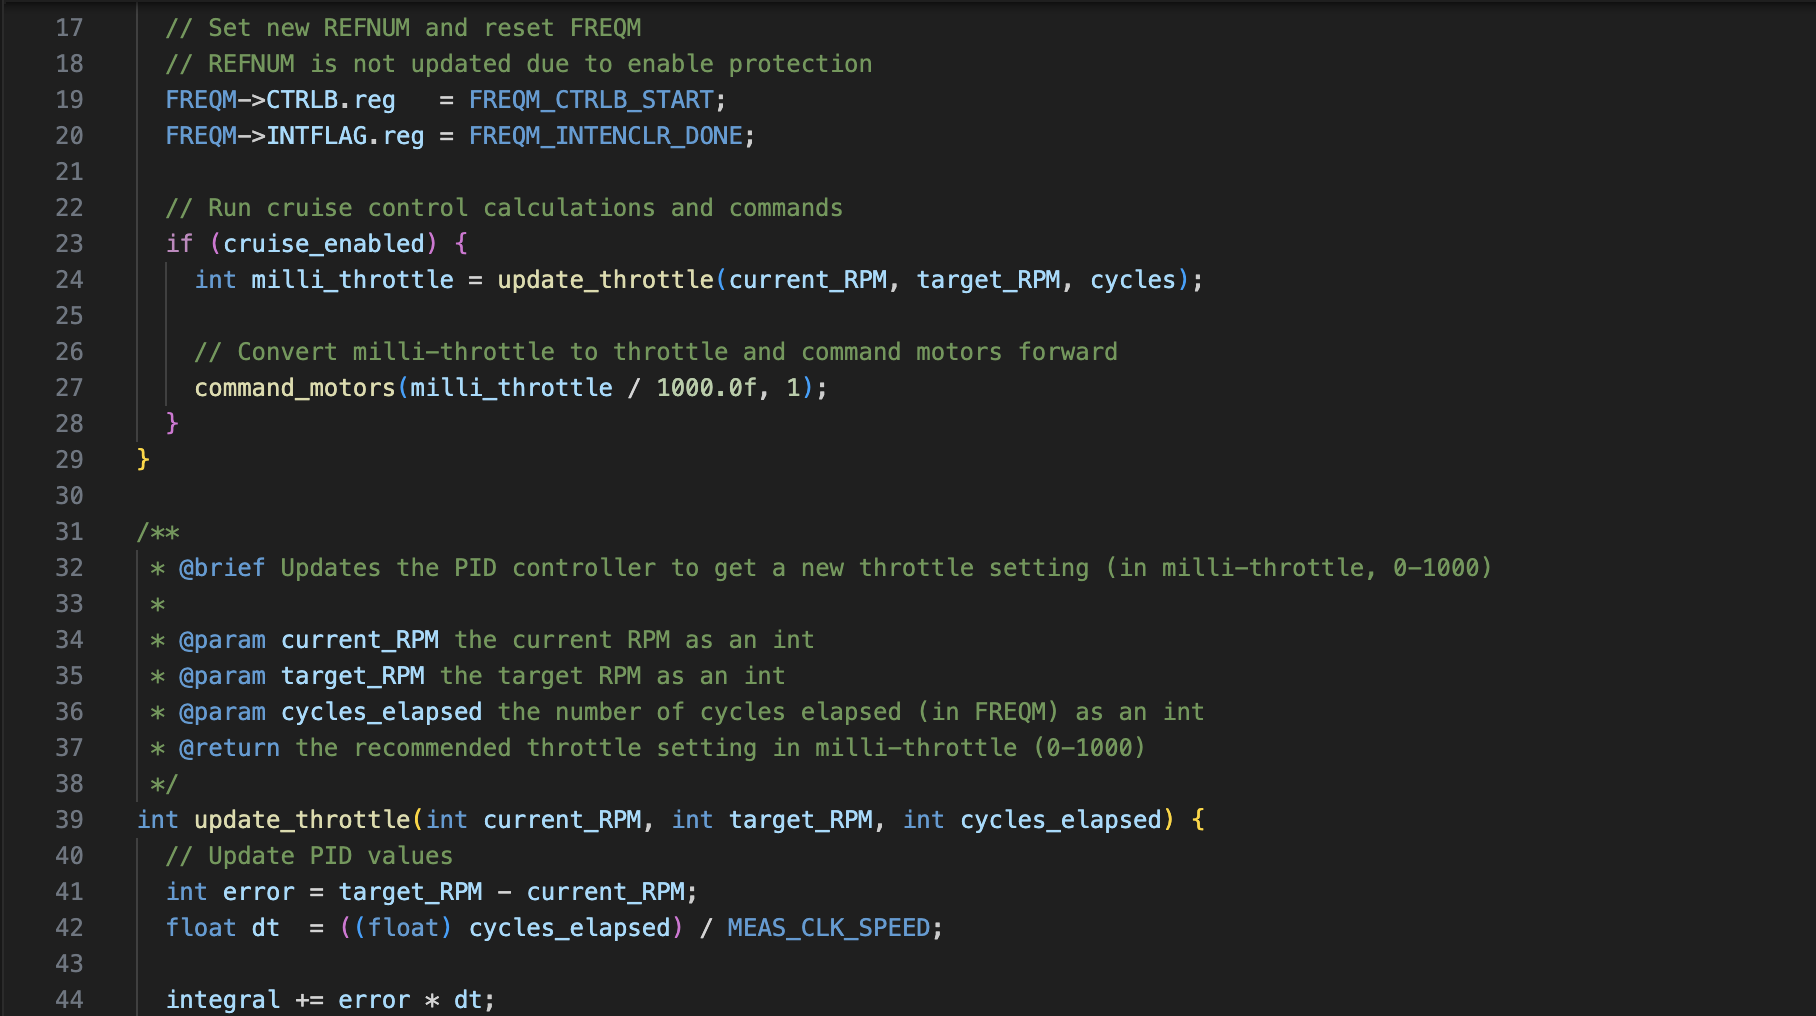 17 // Set new REFNUM and reset FREQM
18 // REFNUM is not updated due to enable protection
19 FREQM->CTRLB.reg   = FREQM_CTRLB_START;
20 FREQM->INTFLAG.reg = FREQM_INTENCLR_DONE;
21
22 // Run cruise control calculations and commands
23 if (cruise_enabled) {
24 int milli_throttle = update_throttle(current_RPM, target_RPM, cycles);
25
26 // Convert milli-throttle to throttle and command motors forward
27 command_motors(milli_throttle / 1000.0f, 1);
28 }
29 }
30
31 /**
32 * @brief Updates the PID controller to get a new throttle setting (in milli-throttle, 0-1000)
33 *
34 * @param current_RPM the current RPM as an int
35 * @param target_RPM the target RPM as an int
36 * @param cycles_elapsed the number of cycles elapsed (in FREQM) as an int
37 * @return the recommended throttle setting in milli-throttle (0-1000)
38 */
39 int update_throttle(int current_RPM, int target_RPM, int cycles_elapsed) {
40 // Update PID values
41 int error = target_RPM - current_RPM;
42 float dt  = ((float) cycles_elapsed) / MEAS_CLK_SPEED;
43
44 integral += error * dt;